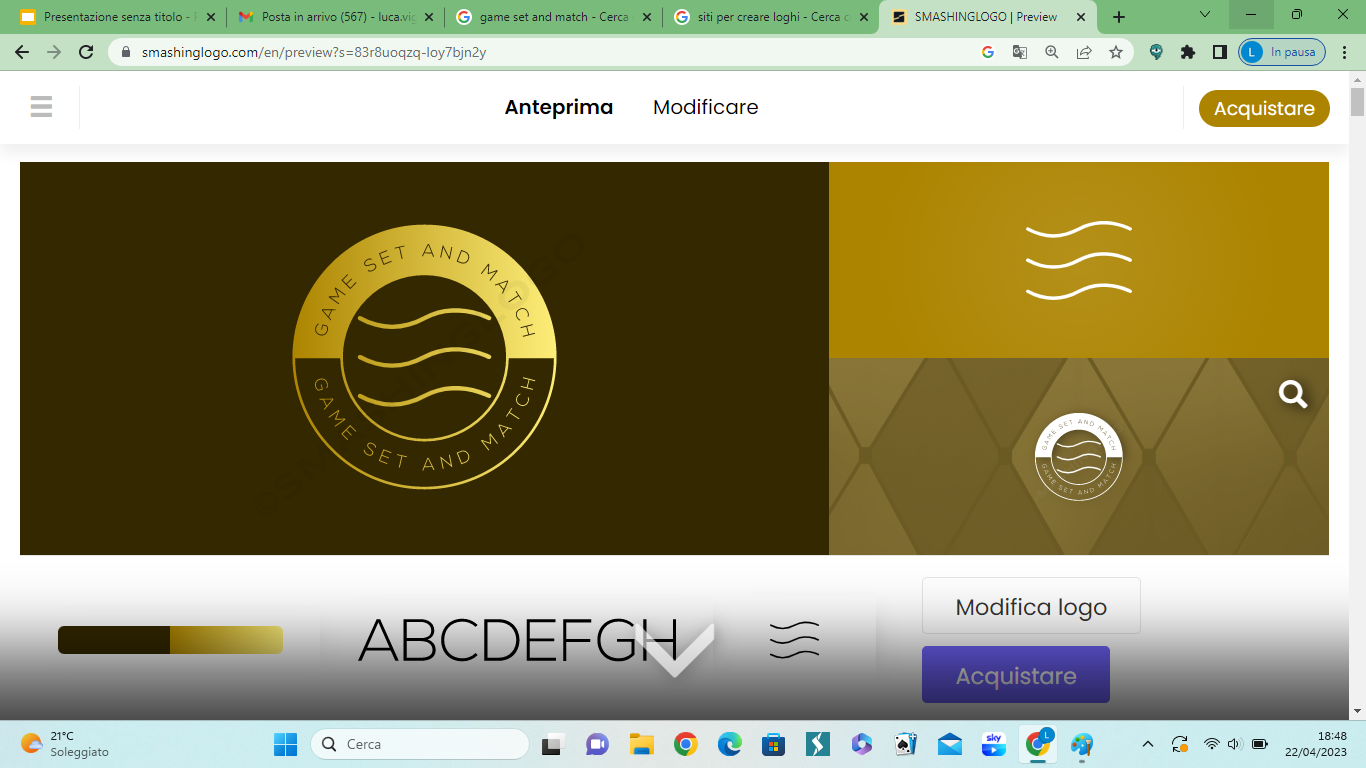 Presentazione senza titolo - P
Posta in arrivo (567) - luca.vig
game set and match - Cerca
siti per creare loghi - Cerca
SMASHINGLOGO | Preview
smashinglogo.com/en/preview?s=83r8uoqzq-loy7bjn2y
L
In pausa
Anteprima
Modificare
Acquistare
GAME SET AND MATCH
GAME SET AND MATCH
©SMASHINGLOGO
GAME SET AND MATCH
GAME SET AND MATCH
ABCDEFGH
Modifica logo
Acquistare
21°C
Soleggiato
Cerca
sky
L
18:48
22/04/2023